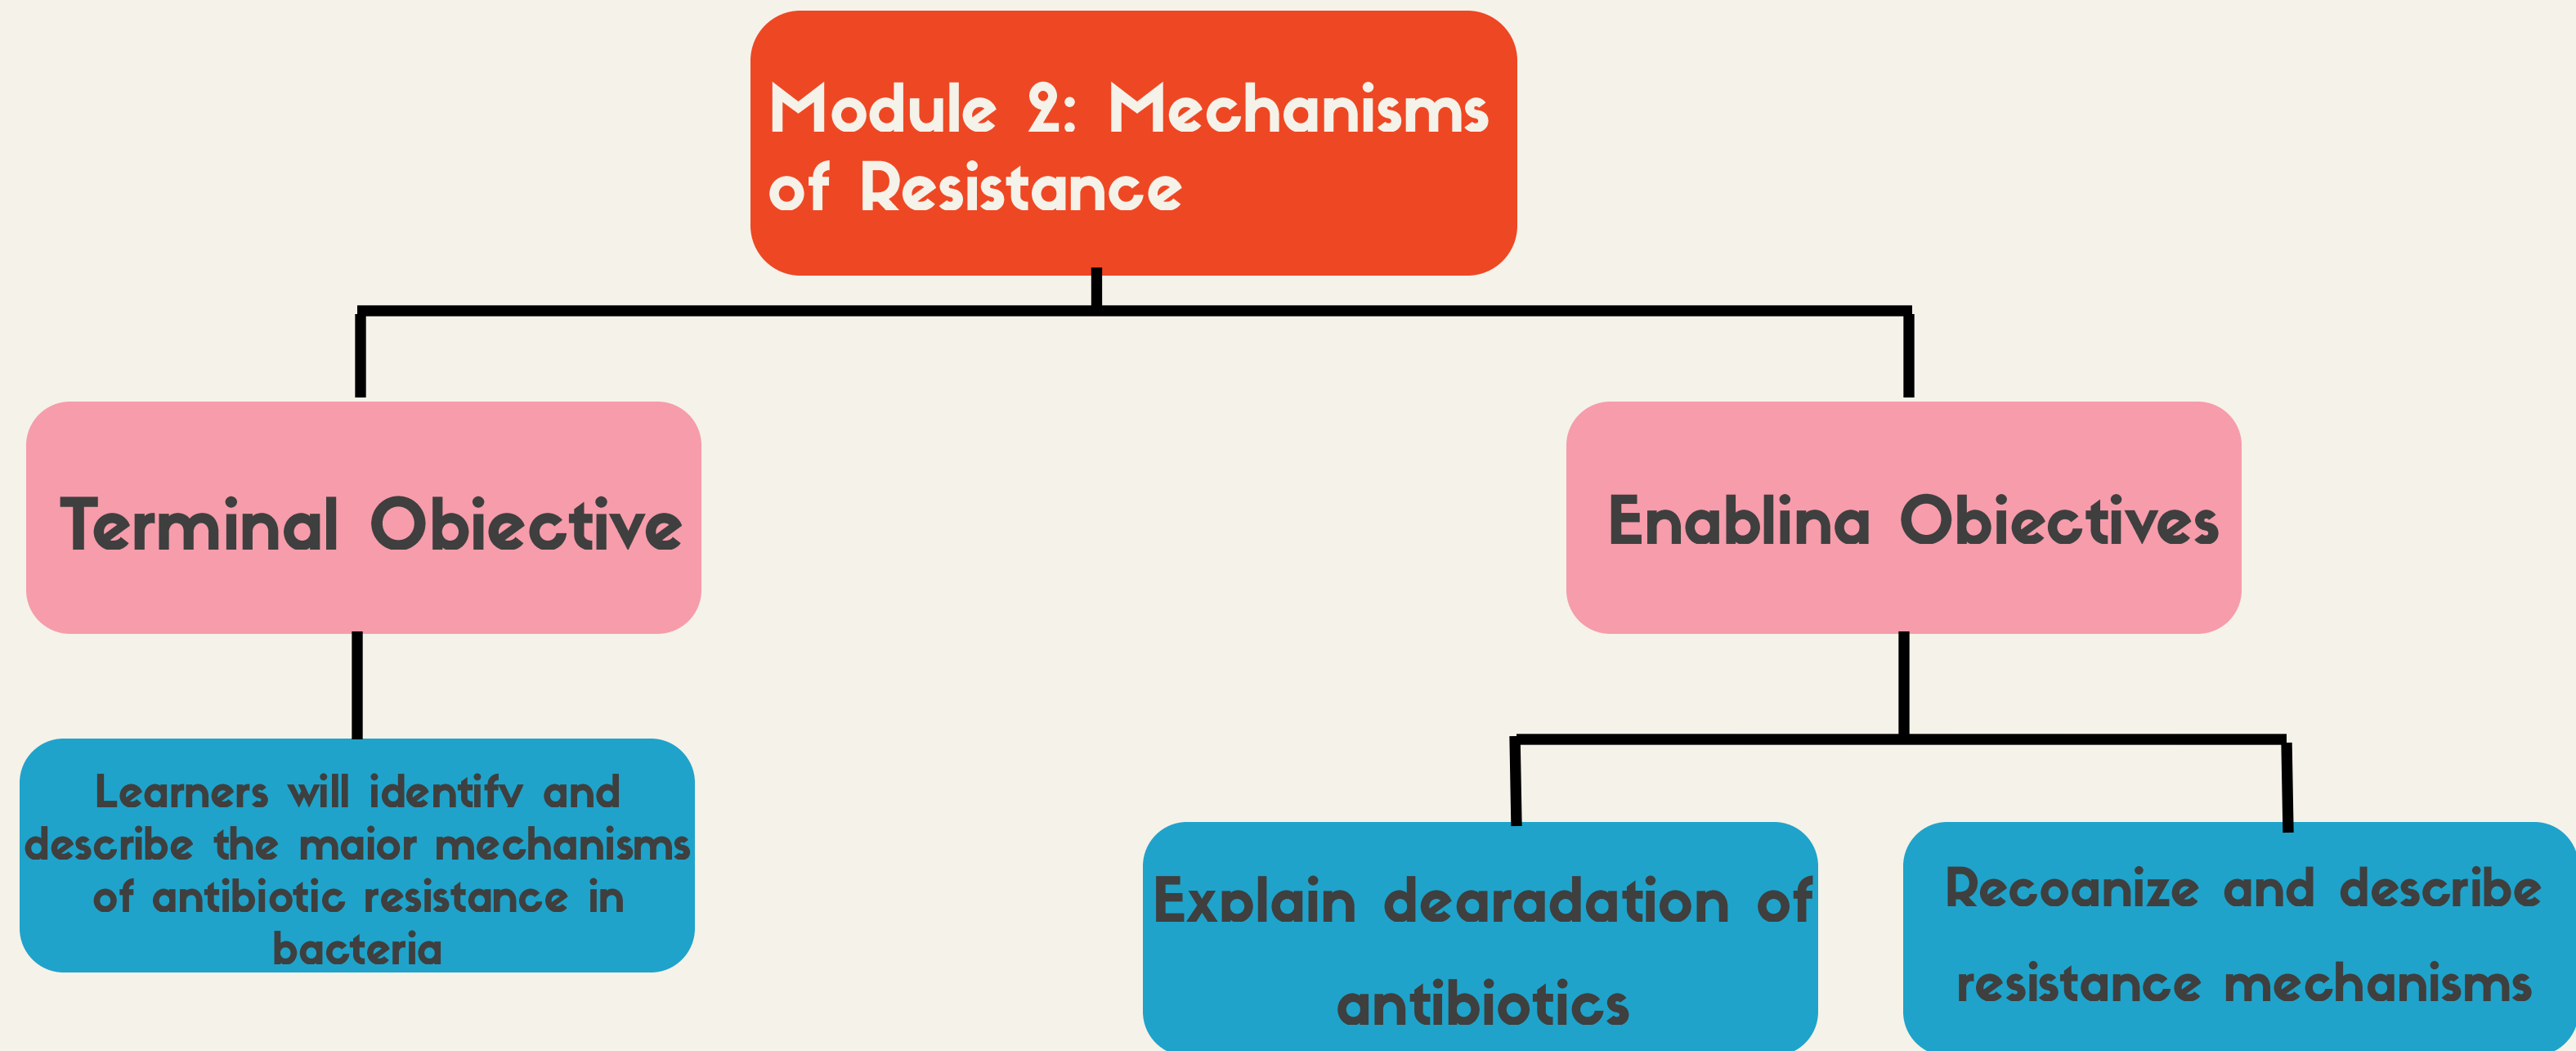 Module 2: Mechanisms
of Resistance
Terminal Objective
Enabling Objectives
Learners will identify and
describe the major mechanisms
of antibiotic resistance in
bacteria
Explain degradation of
antibiotics
Recognize and describe
resistance mechanisms